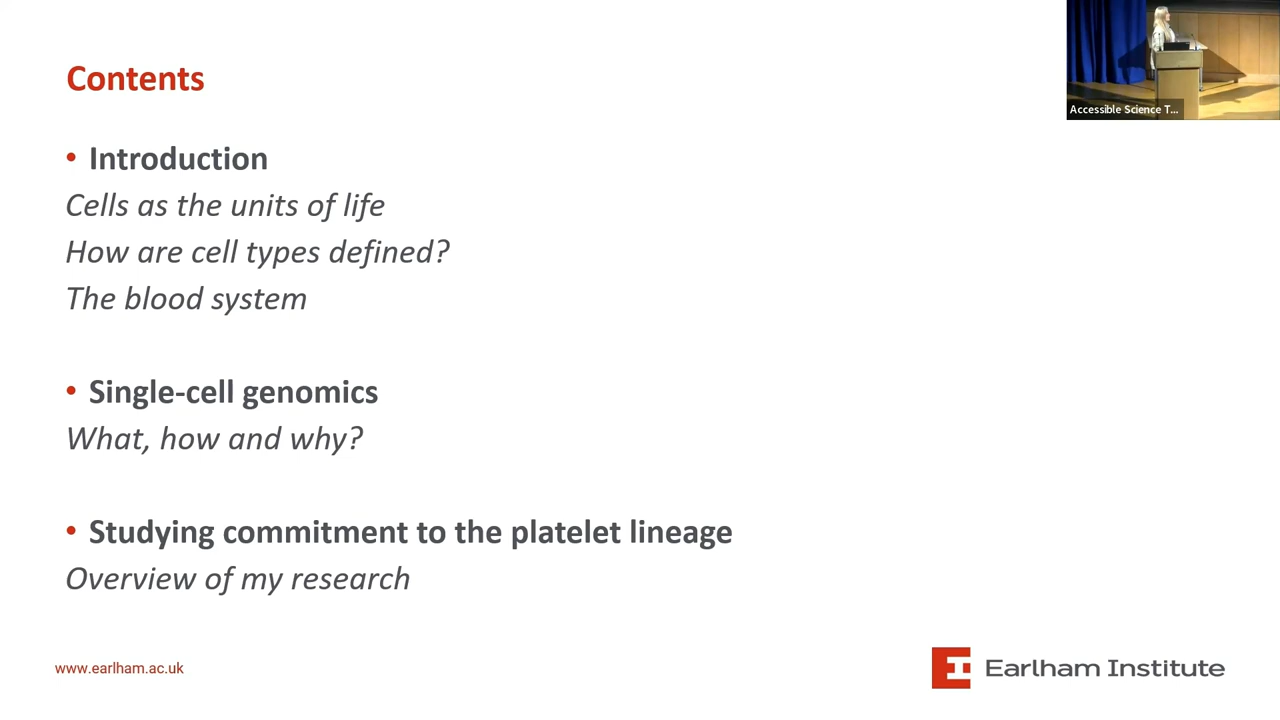 Contents
Accessible Science T...
• Introduction
Cells as the units of life
How are cell types defined?
The blood system
• Single-cell genomics
What, how and why?
• Studying commitment to the platelet lineage
Overview of my research
www.earlham.ac.uk
Earlham Institute